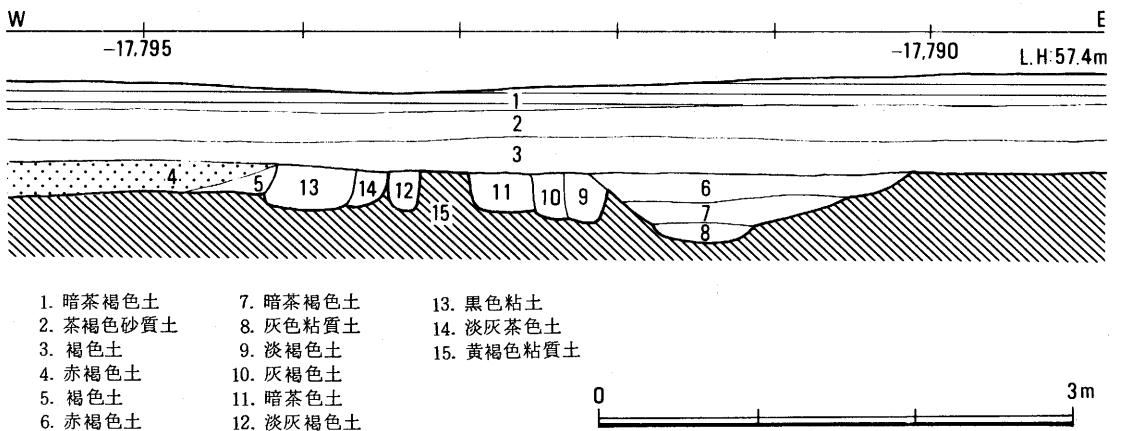 W E
-17,795 -17,790 L.H:57.4m
1
2
3
4 5 13 14 12 11 10 9 6
15 7
8
1. 暗茶褐色土
2. 茶褐色砂質土
3. 褐色土
4. 赤褐色土
5. 褐色土
6. 赤褐色土
7. 暗茶褐色土
8. 灰色粘質土
9. 淡褐色土
10. 灰褐色土
11. 暗茶色土
12. 淡灰褐色土
13. 黒色粘土
14. 淡灰茶色土
15. 黄褐色粘質土
0 3m